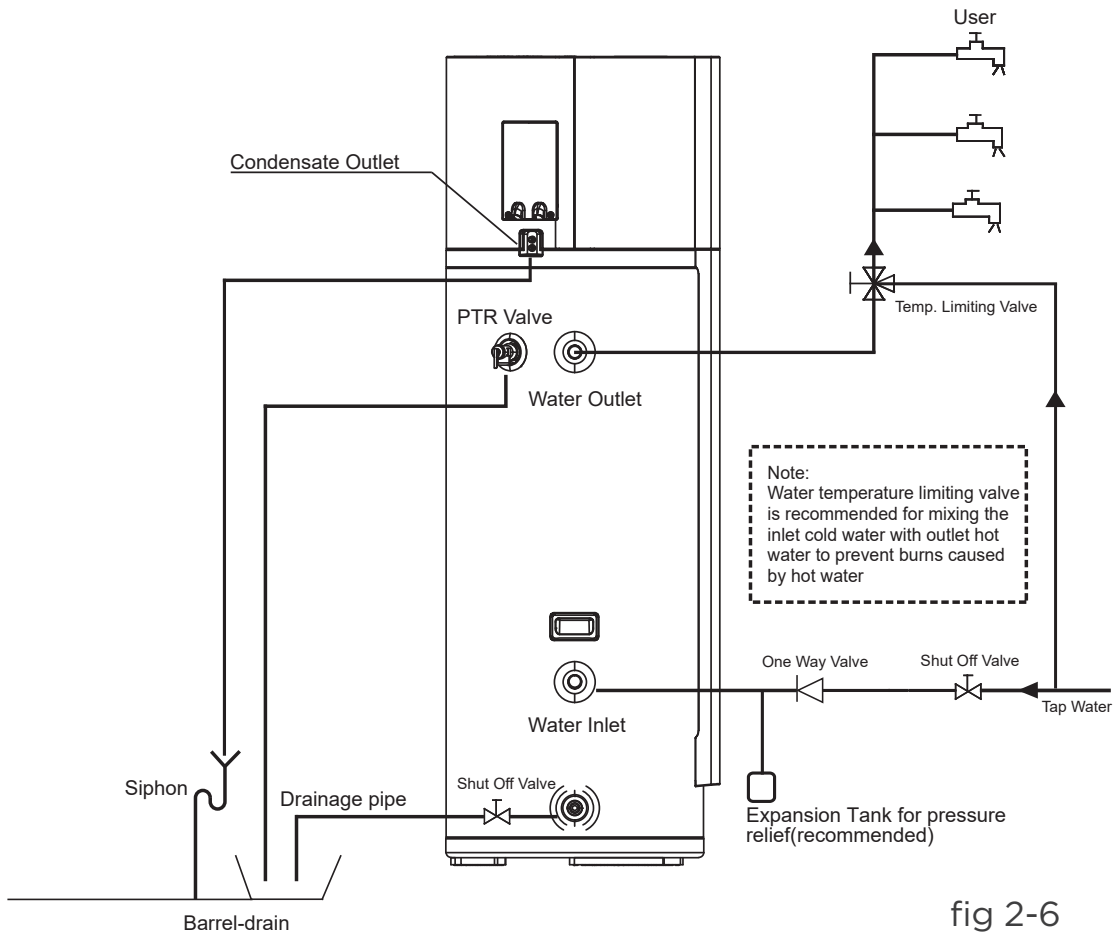 User
Condensate Outlet
Temp. Limiting Valve
PTR Valve
Water Outlet
Note:
Water temperature limiting valve
is recommended for mixing the
inlet cold water with outlet hot
water to prevent burns caused
by hot water
One Way Valve
Shut Off Valve
Tap Water
Water Inlet
Siphon
Drainage pipe
Shut Off Valve
Expansion Tank for pressure
relief(recommended)
Barrel-drain
fig 2-6